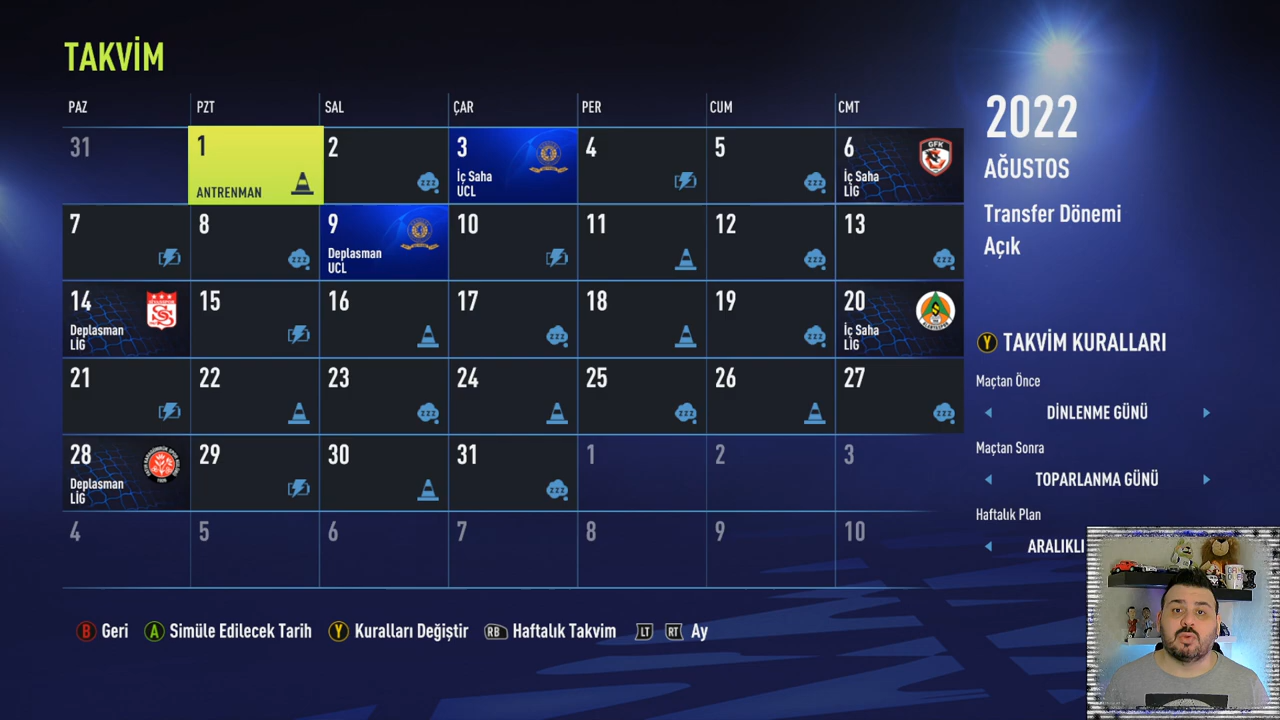 TAKVİM
PAZ
PZT
SAL
ÇAR
PER
CUM
CMT
31
1
ANTRENMAN
2
3
İç Saha
UCL
4
5
6
İç Saha
LİG
GFK
7
8
9
Deplasman
UCL
10
11
12
13
14
Deplasman
LİG
15
16
17
18
19
20
İç Saha
LİG
21
22
23
24
25
26
27
28
Deplasman
LİG
29
30
31
1
2
3
4
5
6
7
8
9
10
2022
AĞUSTOS
Transfer Dönemi
Açık
Y TAKVİM KURALLARI
Maçtan Önce
DİNLENME GÜNÜ
Maçtan Sonra
TOPARLANMA GÜNÜ
Haftalık Plan
ARALIKLI
B Geri
A Simüle Edilecek Tarih
Y Kuralları Değiştir
RB Haftalık Takvim
LT RT Ay